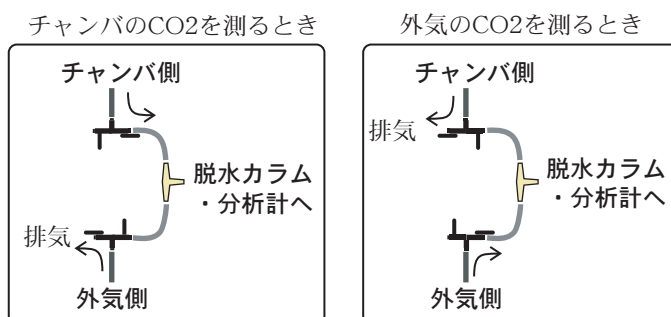 チャンバのCO2を測るとき
チャンバ側
脱水カラム
・分析計へ
排気
外気側
外気のCO2を測るとき
チャンバ側
排気
脱水カラム
・分析計へ
外気側